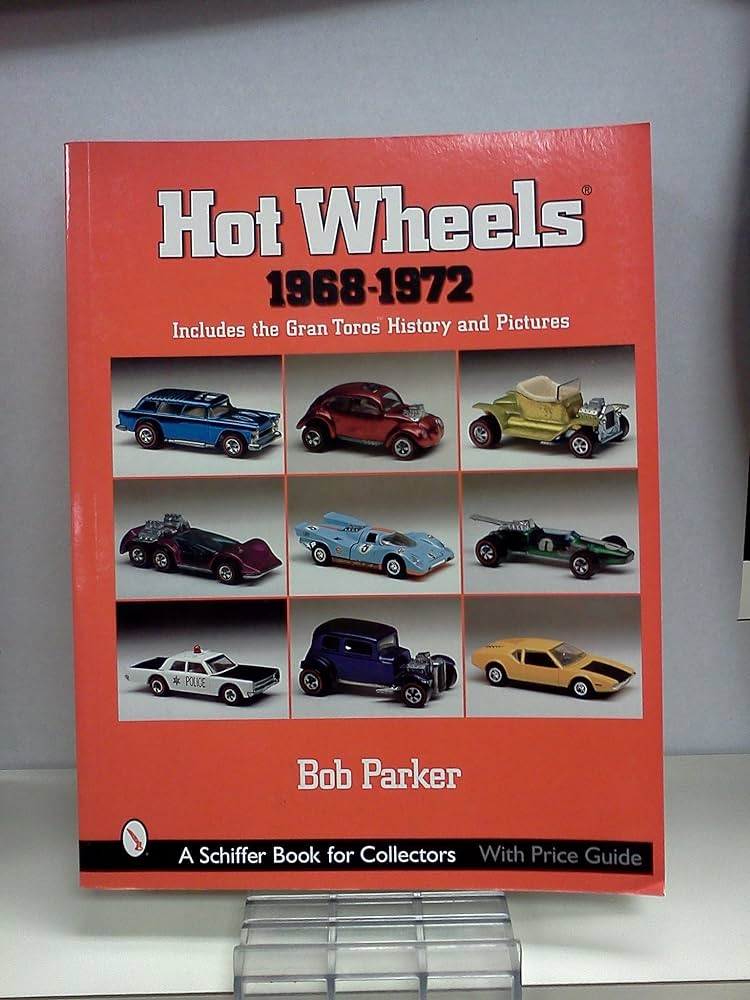 Hot Wheels®
1968-1972
Includes the Gran Toros™ History and Pictures
POLICE
Bob Parker
A Schiffer Book for Collectors With Price Guide